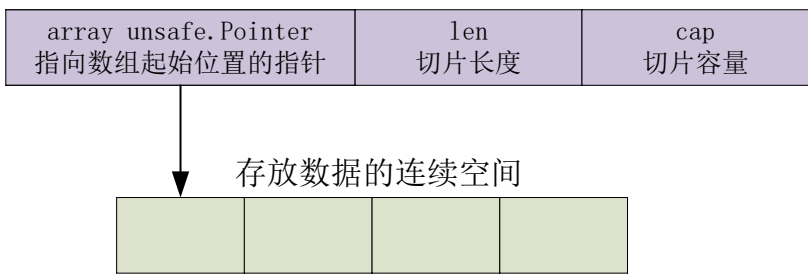 array unsafe.Pointer
指向数组起始位置的指针
len
切片长度
cap
切片容量
存放数据的连续空间